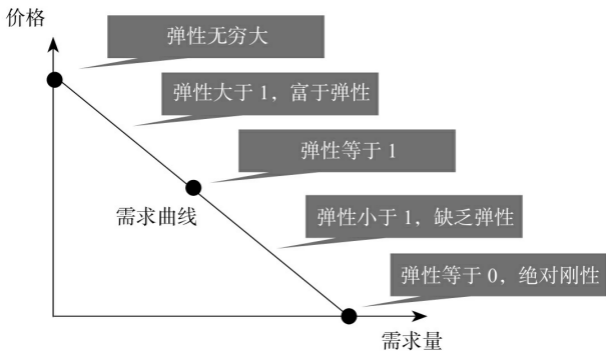 价格
弹性无穷大
弹性大于 1，富于弹性
弹性等于 1
需求曲线
弹性小于 1，缺乏弹性
弹性等于 0，绝对刚性
需求量